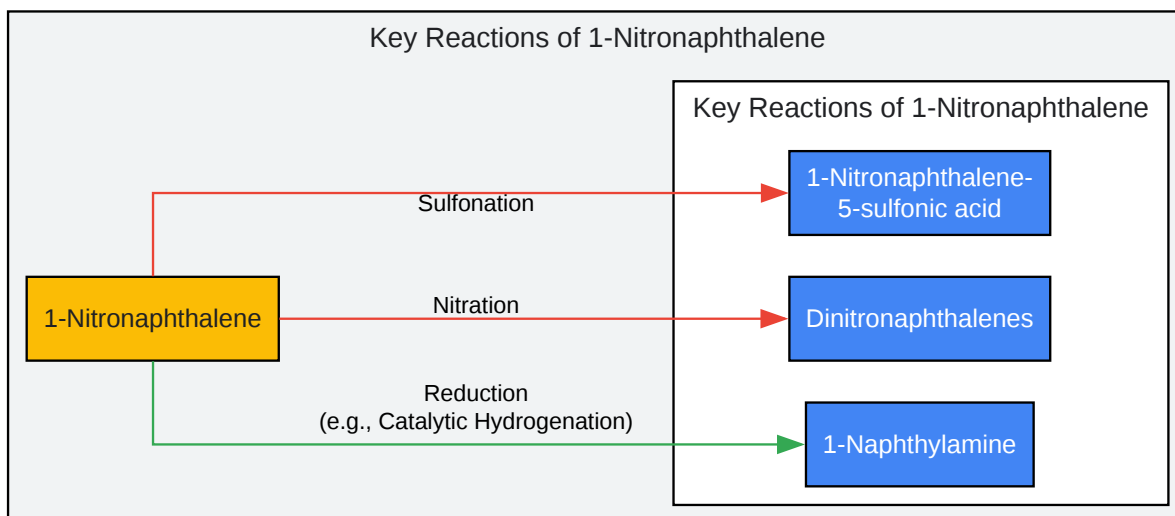 Key Reactions of 1-Nitronaphthalene
Key Reactions of 1-Nitronaphthalene
1-Nitronaphthalene-
5-sulfonic acid
Sulfonation
1-Nitronaphthalene
Nitration
Dinitronaphthalenes
Reduction
(e.g., Catalytic Hydrogenation)
1-Naphthylamine